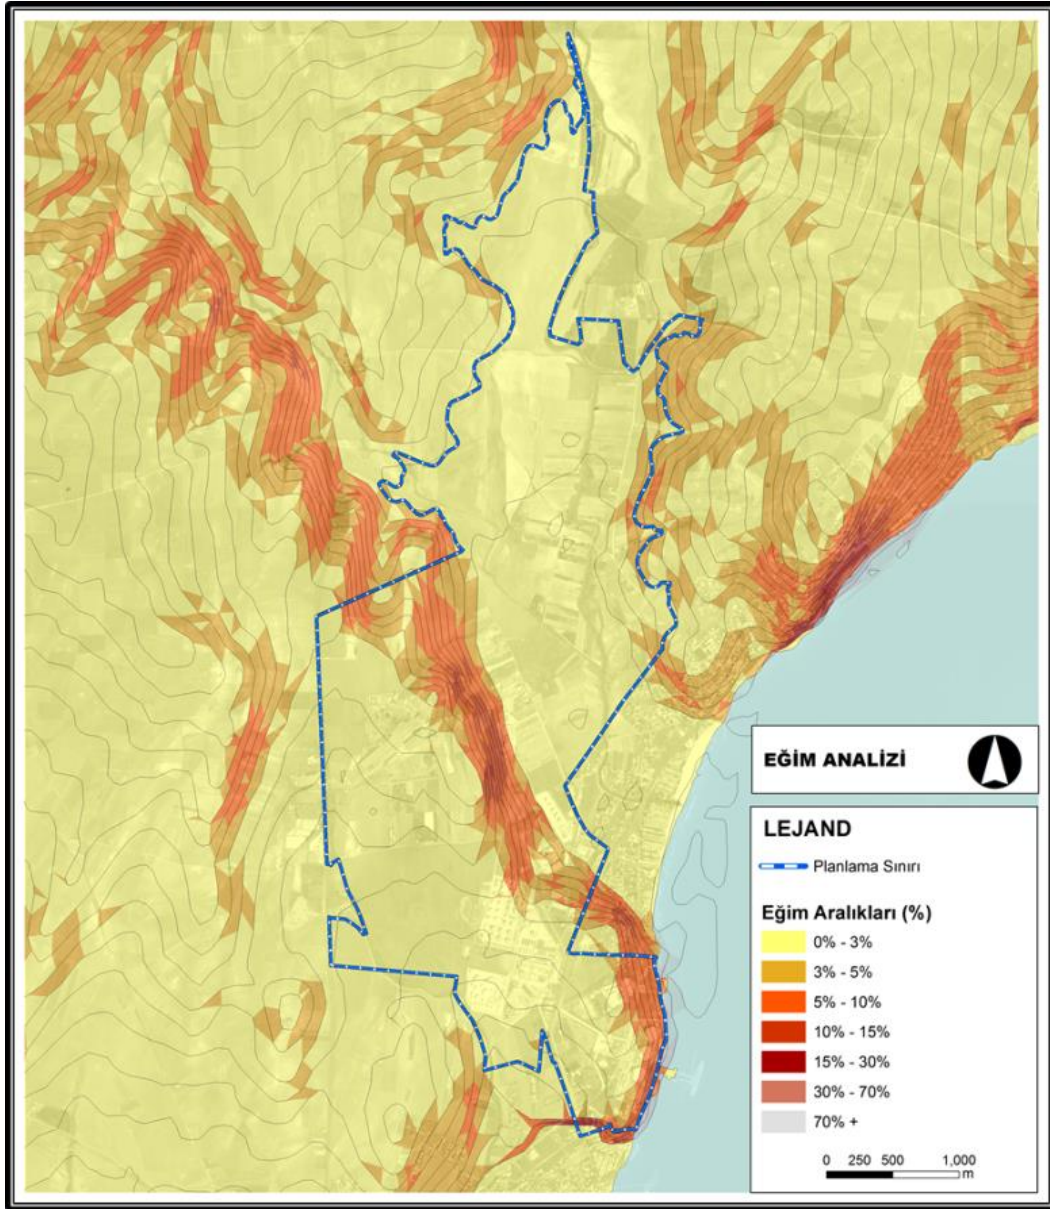 EĞİM ANALİZİ
LEJAND
Planlama Sınırı
Eğim Aralıkları (%)
0% - 3%
3% - 5%
5% - 10%
10% - 15%
15% - 30%
30% - 70%
70% +
0 250 500 1,000
m